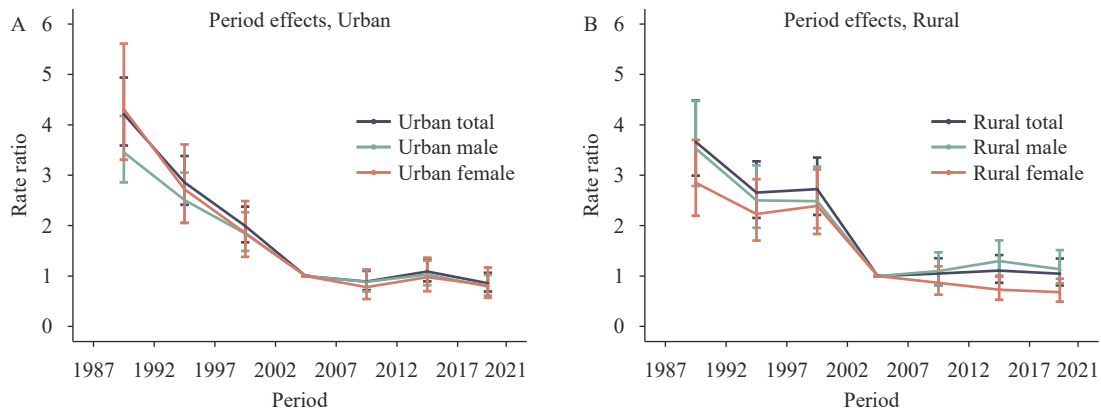 A
Period effects, Urban
6
5
4
3
2
1
0
Rate ratio
Urban total
Urban male
Urban female
1987 1992 1997 2002 2007 2012 2017 2021
Period
B
Period effects, Rural
6
5
4
3
2
1
0
Rate ratio
Rural total
Rural male
Rural female
1987 1992 1997 2002 2007 2012 2017 2021
Period